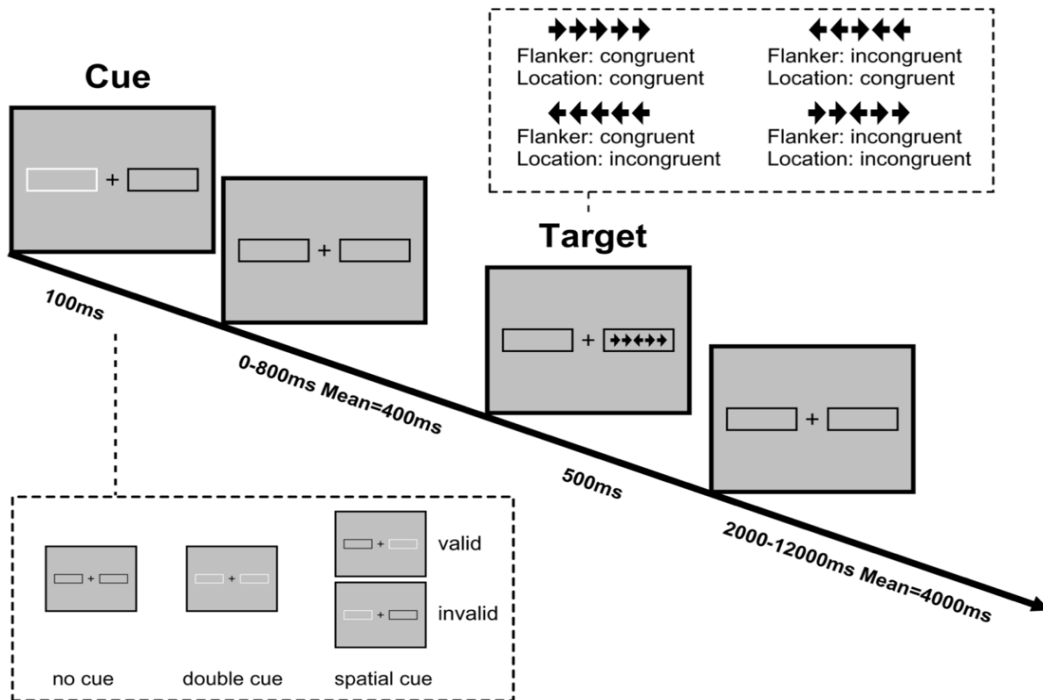 Flanker: congruent
Location: congruent
Flanker: incongruent
Location: congruent
Flanker: congruent
Location: incongruent
Flanker: incongruent
Location: incongruent
Cue
Target
100ms
0-800ms Mean=400ms
500ms
2000-12000ms Mean=4000ms
valid
invalid
no cue
double cue
spatial cue